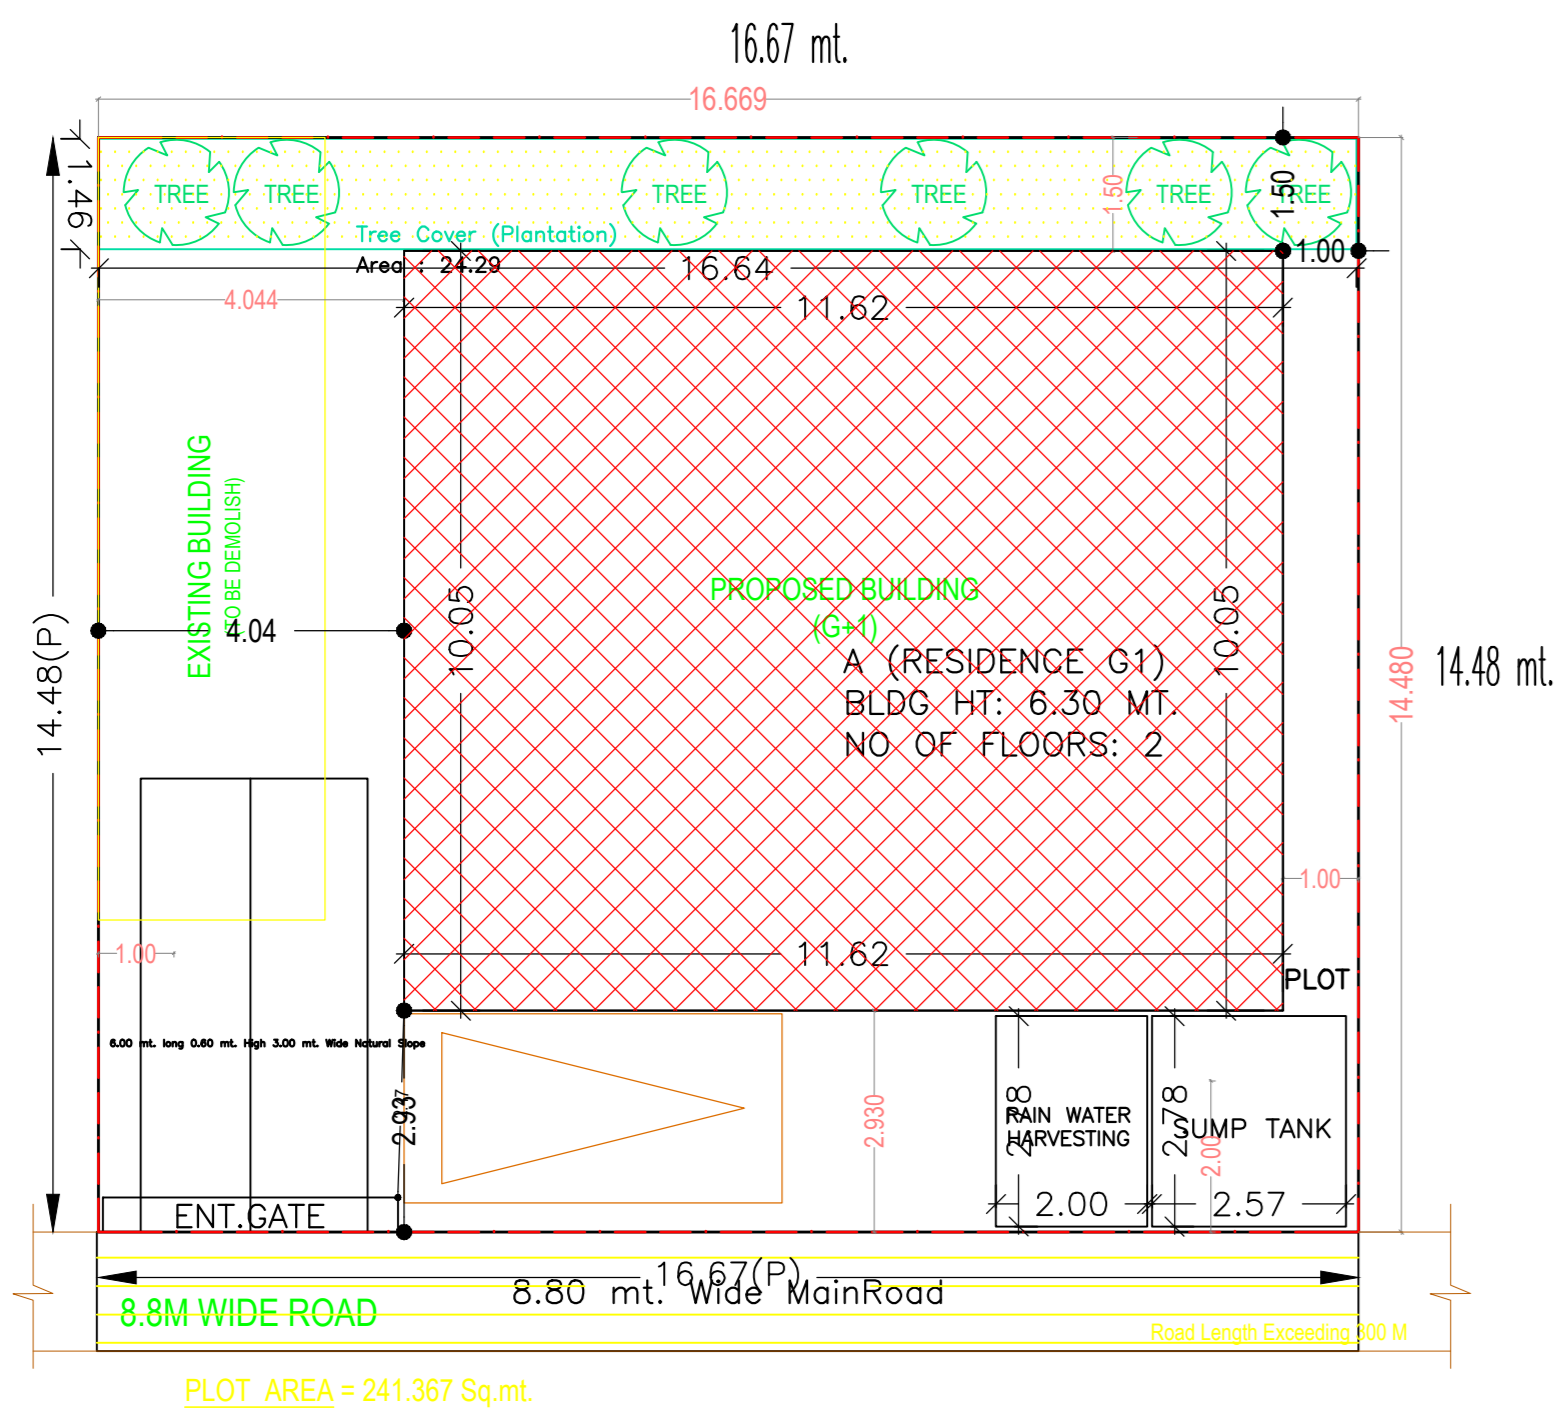 16.67 mt.
16.669
1.46
TREE
TREE
TREE
TREE
TREE
TREE
1.50
1.50
Tree Cover (Plantation)
Area : 24.29
16.64
1.00
4.044
11.62
EXISTING BUILDING
(TO BE DEMOLISH)
4.04
10.05
10.05
PROPOSED BUILDING
(G+1)
A (RESIDENCE G1)
BLDG HT: 6.30 MT.
NO OF FLOORS: 2
14.48(P)
14.480
14.48 mt.
1.00
1.00
11.62
PLOT
6.00 mt. long 0.60 mt. High 3.00 mt. Wide Natural Slope
2.93
2.930
2.78
RAIN WATER
HARVESTING
2.78
SUMP TANK
2.00
2.00
2.57
ENT.GATE
16.67(P)
8.80 mt. Wide MainRoad
8.8M WIDE ROAD
Road Length Exceeding 300 M
PLOT AREA = 241.367 Sq.mt.